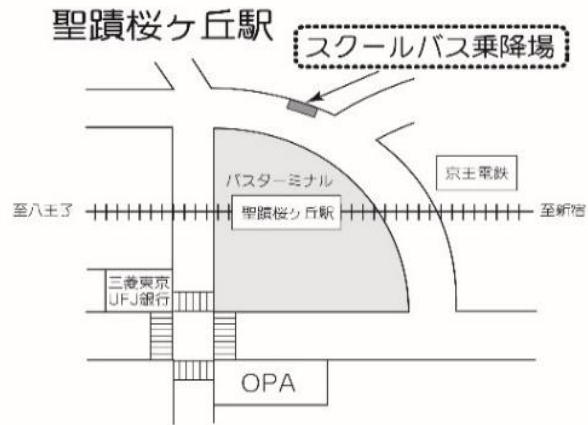 聖蹟桜ヶ丘駅
スクールバス乗降場
バスターミナル
京王電鉄
至八王子
聖蹟桜ヶ丘駅
至新宿
三菱東京
UFJ銀行
OPA